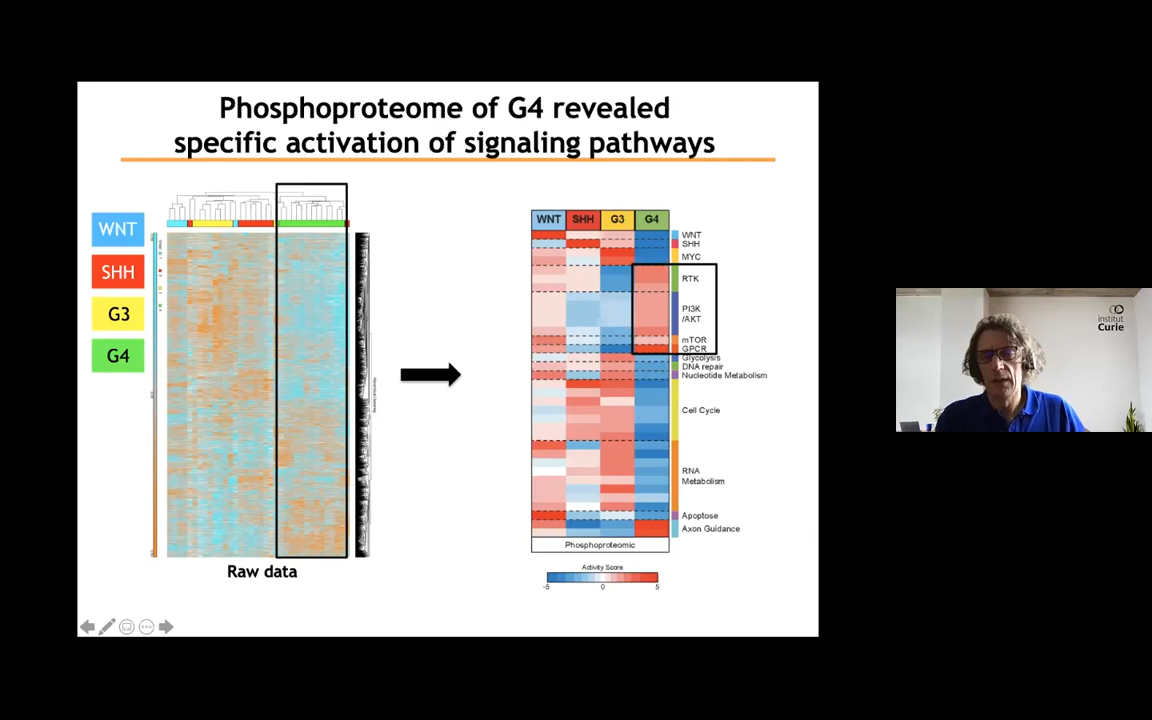 Phosphoproteome of G4 revealed
specific activation of signaling pathways
WNT
SHH
G3
G4
Raw data
WNT SHH G3 G4
WNT
SHH
MYC
RTK
PI3K
/AKT
mTOR
GPCR
Glycolysis
DNA repair
Nucleotide Metabolism
Cell Cycle
RNA
Metabolism
Apoptose
Axon Guidance
Phosphoproteomic
Activity Score
-5 0 5
institut
Curie